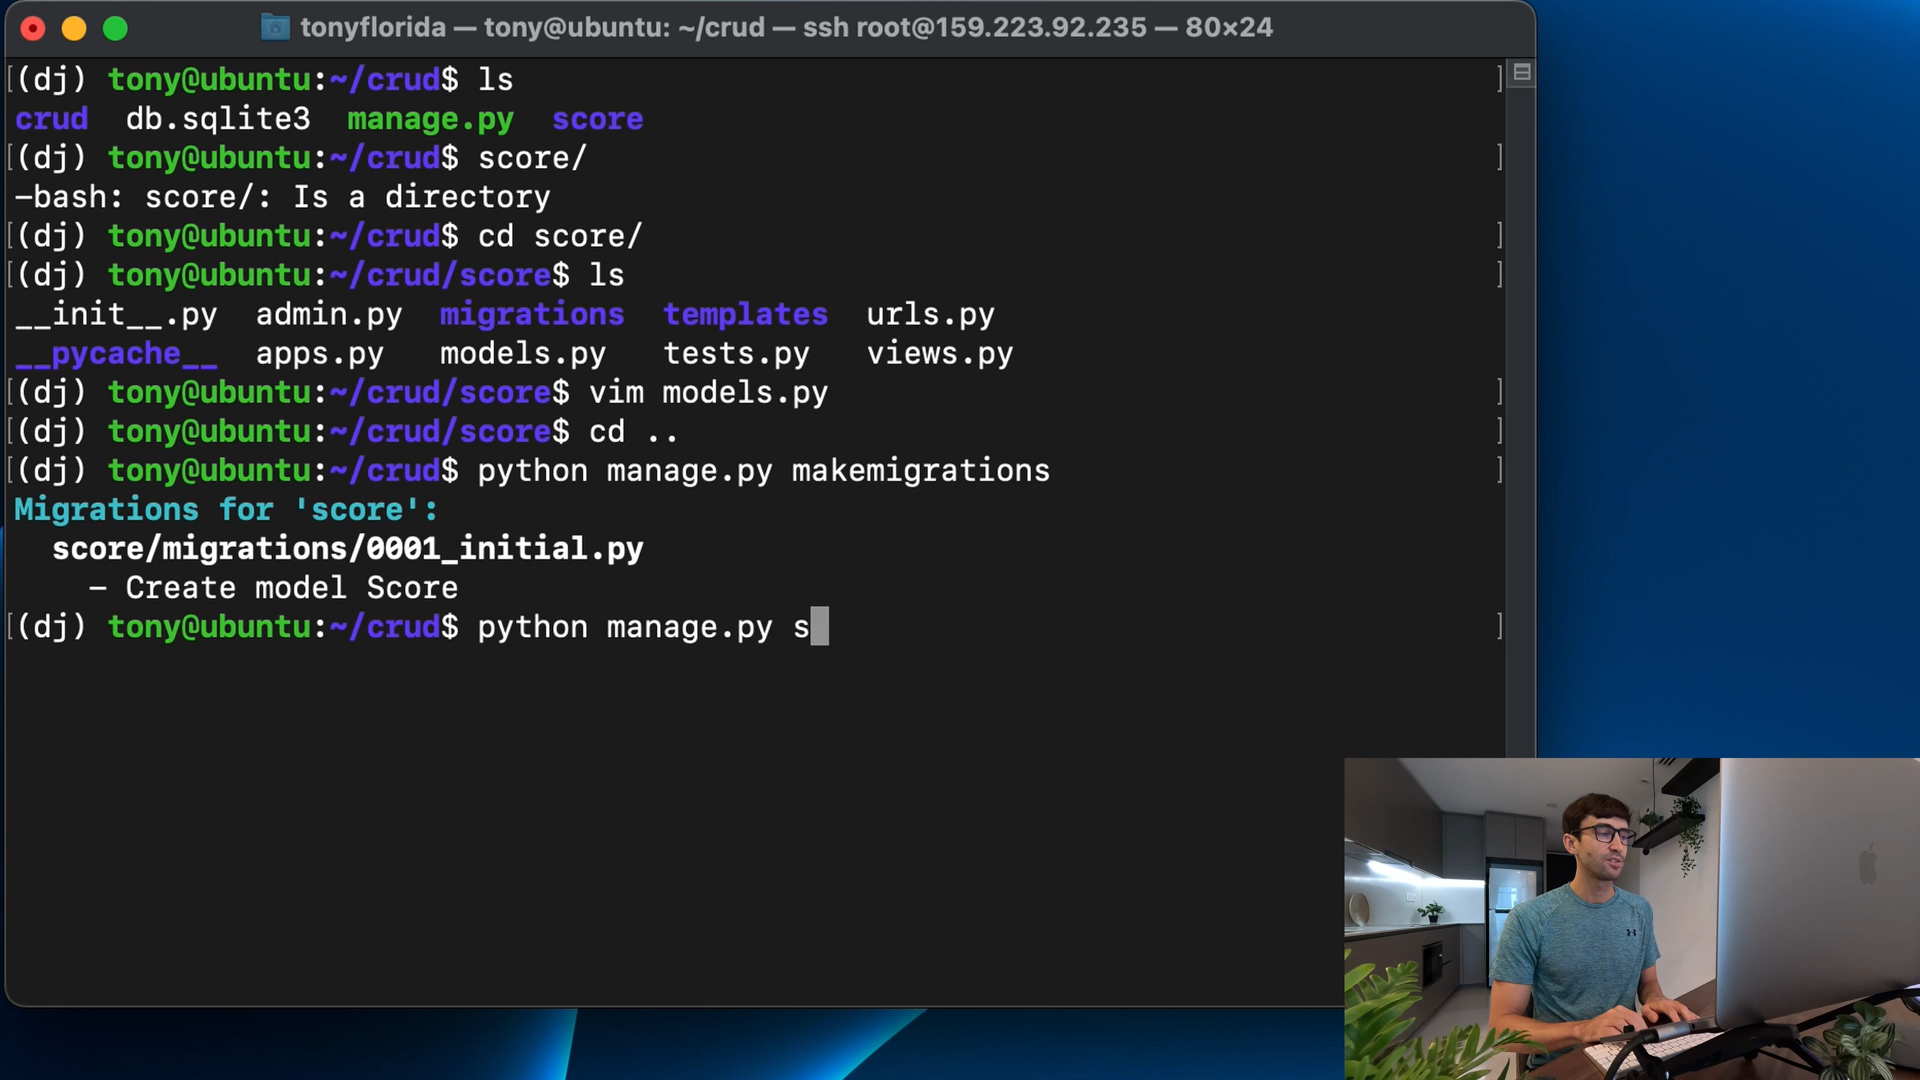 tonyflorida — tony@ubuntu: ~/crud — ssh root@159.223.92.235 — 80×24
[(dj) tony@ubuntu:~/crud$ ls ]
crud db.sqlite3 manage.py score
[(dj) tony@ubuntu:~/crud$ score/ ]
-bash: score/: Is a directory
[(dj) tony@ubuntu:~/crud$ cd score/ ]
[(dj) tony@ubuntu:~/crud/score$ ls ]
__init__.py admin.py migrations templates urls.py
__pycache__ apps.py models.py tests.py views.py
[(dj) tony@ubuntu:~/crud/score$ vim models.py ]
[(dj) tony@ubuntu:~/crud/score$ cd .. ]
[(dj) tony@ubuntu:~/crud$ python manage.py makemigrations ]
Migrations for 'score':
score/migrations/0001_initial.py
- Create model Score
[(dj) tony@ubuntu:~/crud$ python manage.py s ]